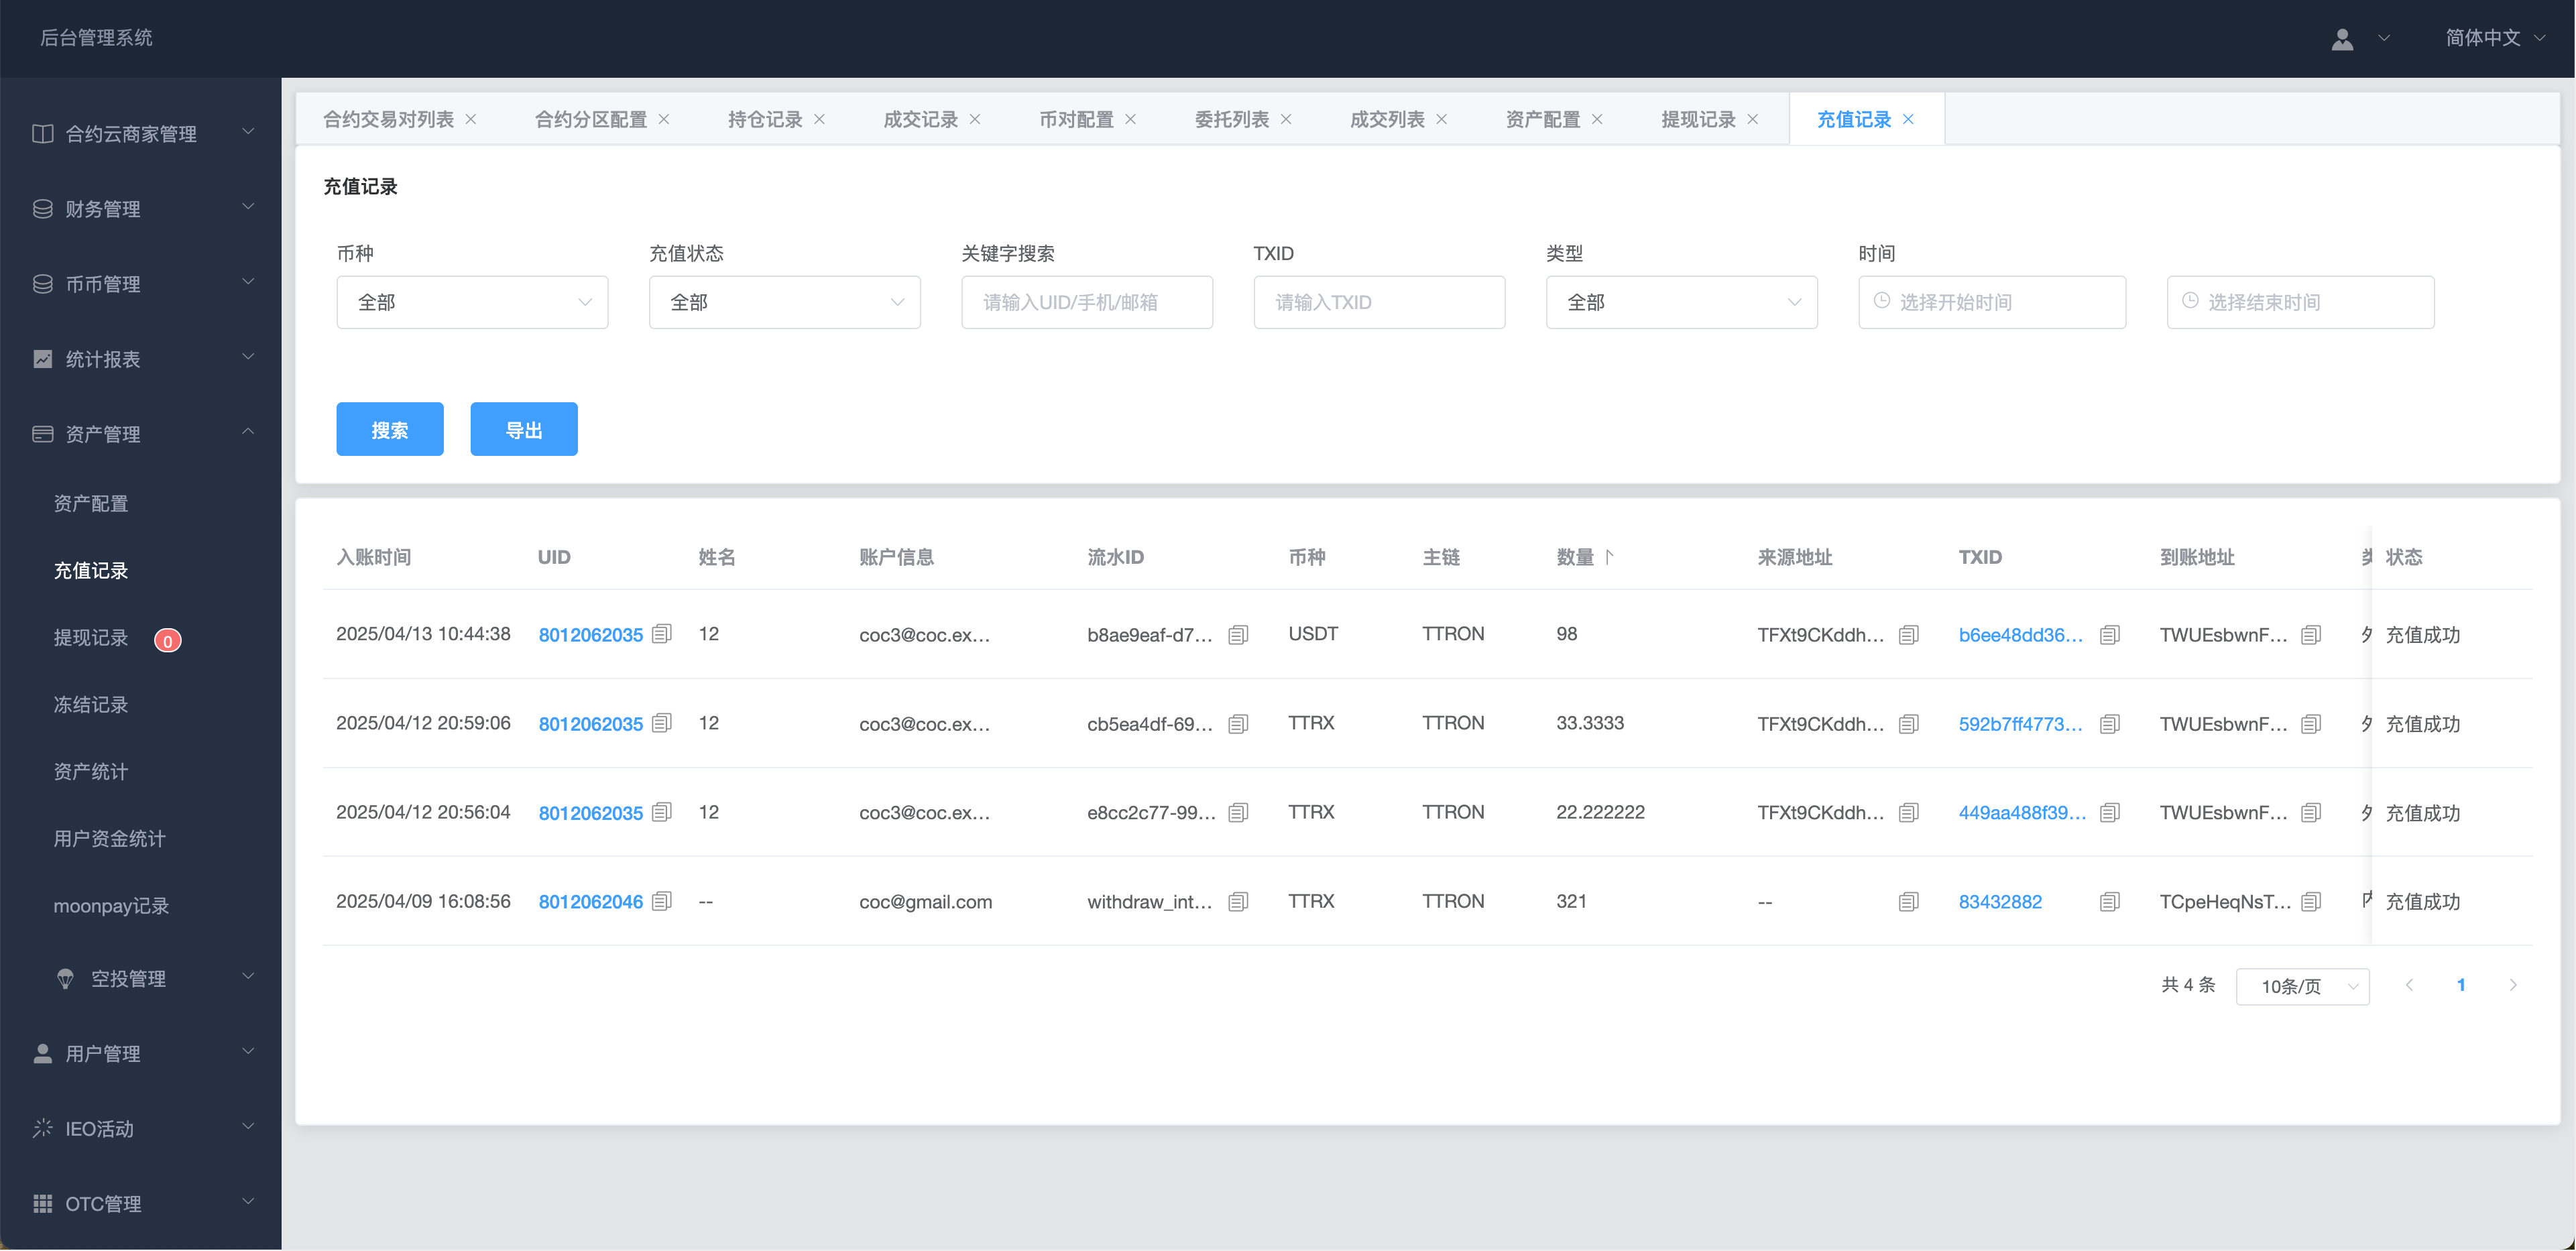 后台管理系统
简体中文
合约云商家管理
财务管理
币币管理
统计报表
资产管理
资产配置
充值记录
提现记录 0
冻结记录
资产统计
用户资金统计
moonpay记录
空投管理
用户管理
IEO活动
OTC管理
合约交易对列表 合约分区配置 持仓记录 成交记录 币对配置 委托列表 成交列表 资产配置 提现记录 充值记录
充值记录
币种 充值状态 关键字搜索 TXID 类型 时间
全部 全部 请输入UID/手机/邮箱 请输入TXID 全部 选择开始时间 选择结束时间
搜索 导出
入账时间 UID 姓名 账户信息 流水ID 币种 主链 数量 来源地址 TXID 到账地址 状态
2025/04/13 10:44:38 8012062035 12 coc3@coc.ex... b8ae9eaf-d7... USDT TTRON 98 TFXt9CKddh... b6ee48dd36... TWUEsbwnF... 充值成功
2025/04/12 20:59:06 8012062035 12 coc3@coc.ex... cb5ea4df-69... TTRX TTRON 33.3333 TFXt9CKddh... 592b7ff4773... TWUEsbwnF... 充值成功
2025/04/12 20:56:04 8012062035 12 coc3@coc.ex... e8cc2c77-99... TTRX TTRON 22.222222 TFXt9CKddh... 449aa488f39... TWUEsbwnF... 充值成功
2025/04/09 16:08:56 8012062046 -- coc@gmail.com withdraw_int... TTRX TTRON 321 -- 83432882 TCpeHeqNsT... 充值成功
共 4 条 10条/页 1